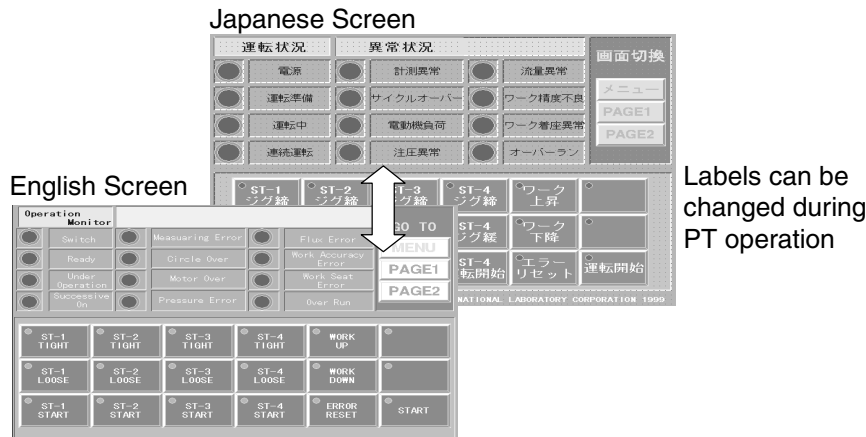 Japanese Screen
運転状況 異常状況 画面切換
電源 計測異常 流量異常
運転準備 サイクルオーバー ワーク精度不良
メニュー
PAGE1
運転中 電動機負荷 ワーク着座異常
PAGE2
連続運転 注圧異常 オーバーラン
ST-1 ST-2 ST-3 ST-4 ワーク
ジグ締 ジグ締 ジグ締 ジグ締 上昇
ST-4 ワーク
ジグ緩 下降
ST-4 エラー
転開始 リセット 運転開始
NATIONAL LABORATORY CORPORATION 1999
English Screen
Operation
Monitor
GO TO
Switch Measuaring Error Flux Error
MENU
Ready Circle Over Work Accuracy
Error
PAGE1
Under
Operation Motor Over Work Seat
Error
PAGE2
Successive
On Pressure Error Over Run
ST-1 ST-2 ST-3 ST-4 WORK
TIGHT TIGHT TIGHT TIGHT UP
ST-1 ST-2 ST-3 ST-4 WORK
LOOSE LOOSE LOOSE LOOSE DOWN
ST-1 ST-2 ST-3 ST-4 ERROR
START START START START RESET START
Labels can be
changed during
PT operation